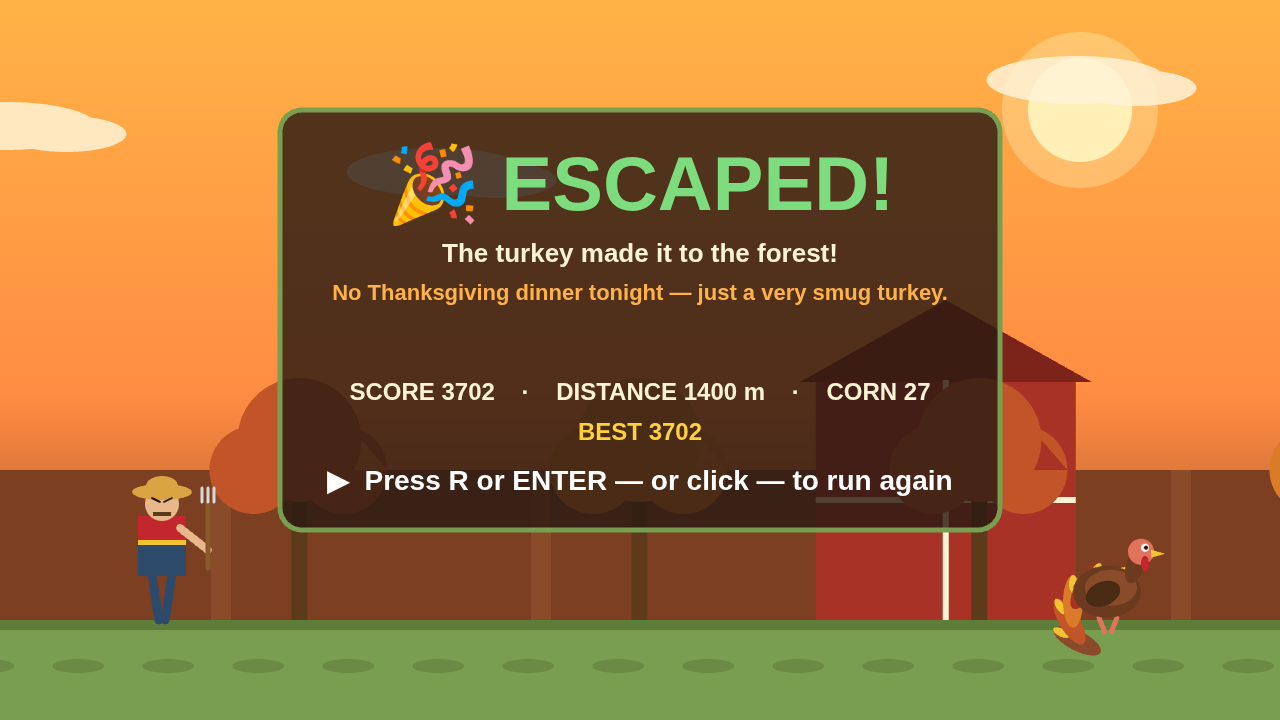 🎉 ESCAPED!
The turkey made it to the forest!
No Thanksgiving dinner tonight — just a very smug turkey.
SCORE 3702 · DISTANCE 1400 m · CORN 27
BEST 3702
▶ Press R or ENTER — or click — to run again